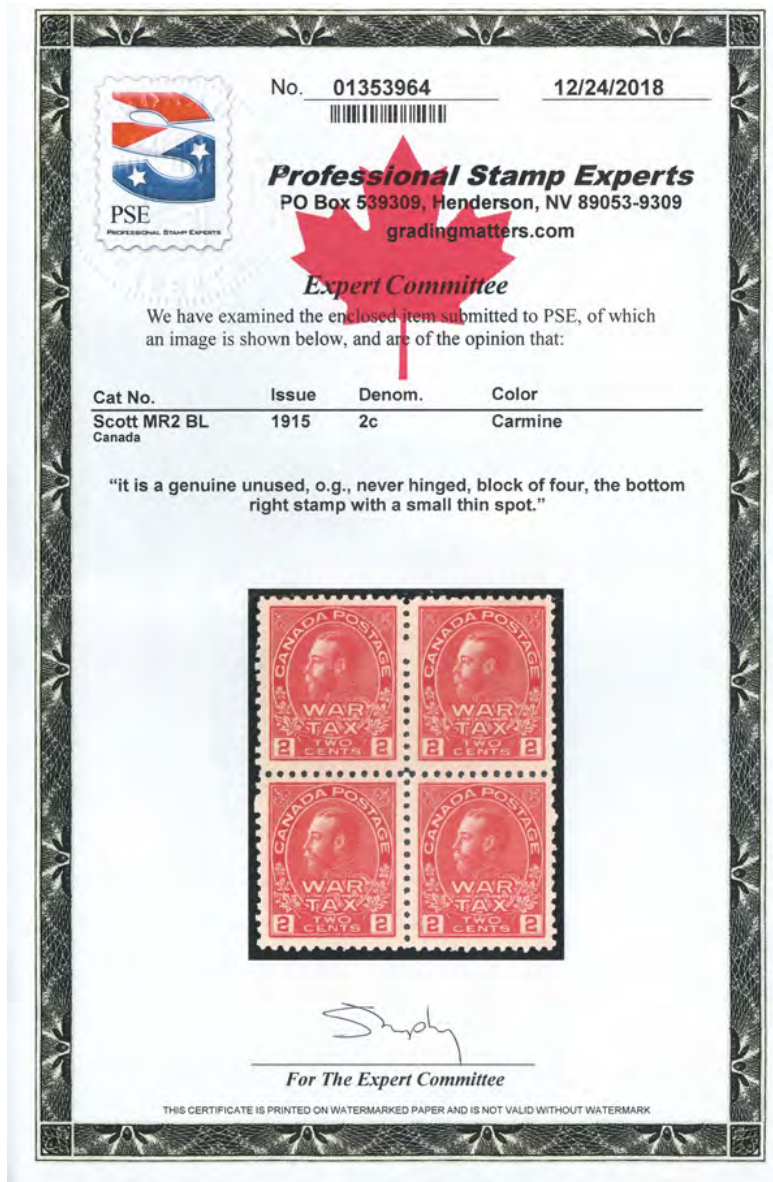 No. 01353964 12/24/2018
PSE
PROFESSIONAL STAMP EXPERTS
Professional Stamp Experts
PO Box 539309, Henderson, NV 89053-9309
gradingmatters.com
Expert Committee
We have examined the enclosed item submitted to PSE, of which
an image is shown below, and are of the opinion that:
Cat No. Issue Denom. Color
Scott MR2 BL 1915 2c Carmine
Canada
“it is a genuine unused, o.g., never hinged, block of four, the bottom
right stamp with a small thin spot.”
CANADA POSTAGE
WAR
TAX
2 TWO CENTS 2
CANADA POSTAGE
WAR
TAX
2 TWO CENTS 2
CANADA POSTAGE
WAR
TAX
2 TWO CENTS 2
CANADA POSTAGE
WAR
TAX
2 TWO CENTS 2
For The Expert Committee
THIS CERTIFICATE IS PRINTED ON WATERMARKED PAPER AND IS NOT VALID WITHOUT WATERMARK